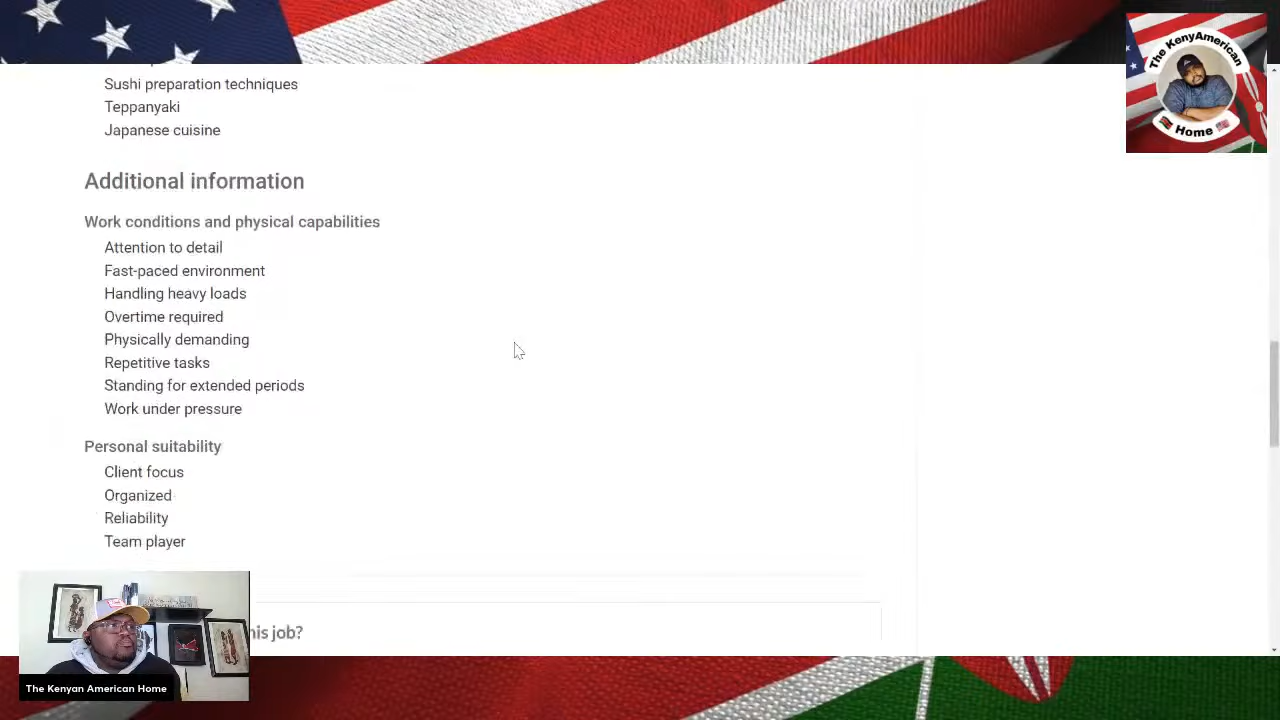 Sushi preparation techniques
Teppanyaki
Japanese cuisine
Additional information
Work conditions and physical capabilities
Attention to detail
Fast-paced environment
Handling heavy loads
Overtime required
Physically demanding
Repetitive tasks
Standing for extended periods
Work under pressure
Personal suitability
Client focus
Organized
Reliability
Team player
his job?
The KenyAmerican
Home
The Kenyan American Home